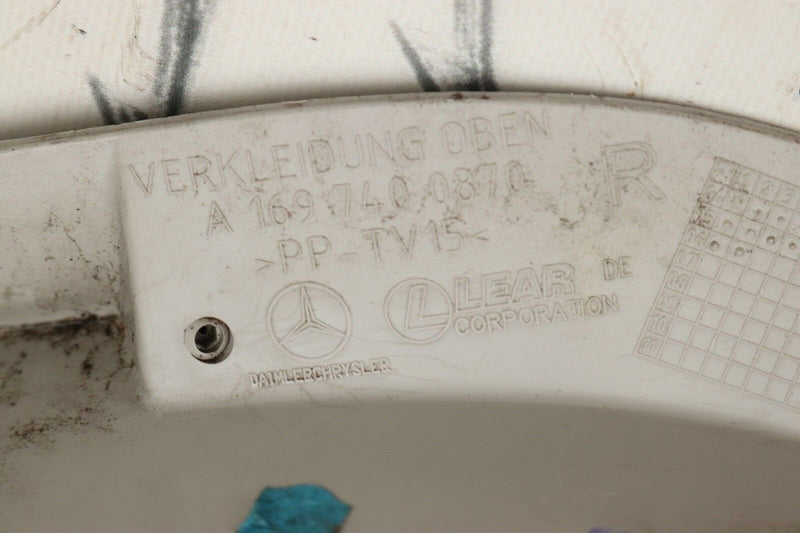 VERKLEIDUNG OBEN
A 169 740 0870
R
>PP-TV15<
L LEAR DE
CORPORATION
DAIMLERCHRYSLER